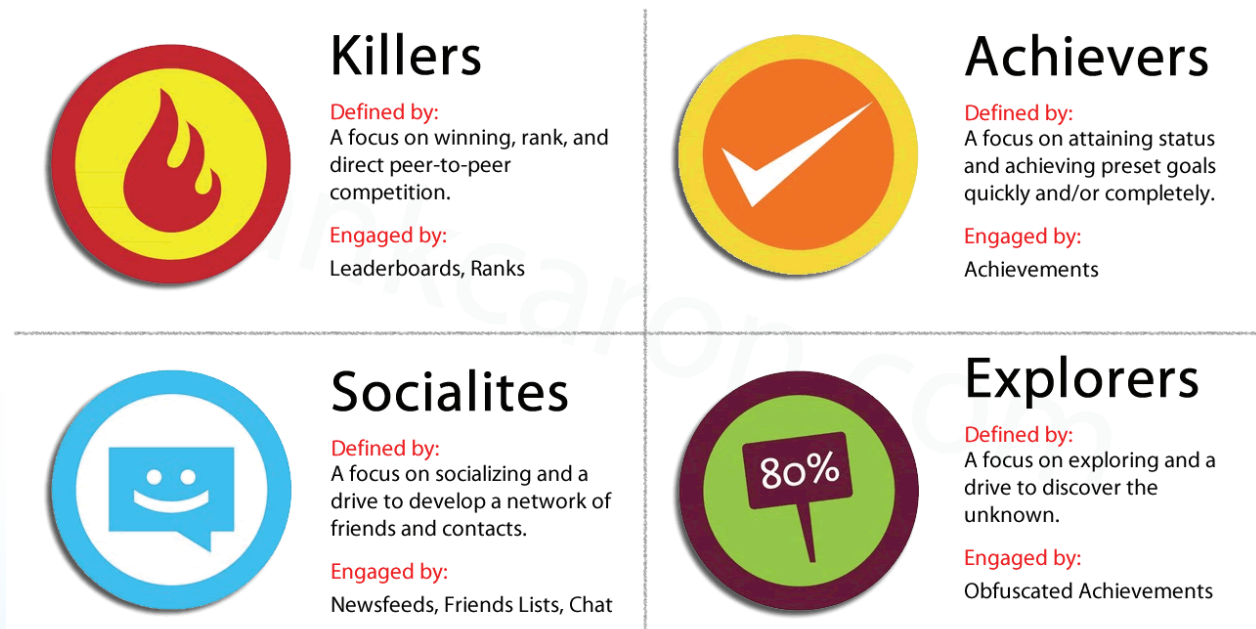 Killers
Defined by:
A focus on winning, rank, and
direct peer-to-peer
competition.
Engaged by:
Leaderboards, Ranks
Achievers
Defined by:
A focus on attaining status
and achieving preset goals
quickly and/or completely.
Engaged by:
Achievements
Socialites
Defined by:
A focus on socializing and a
drive to develop a network of
friends and contacts.
Engaged by:
Newsfeeds, Friends Lists, Chat
80%
Explorers
Defined by:
A focus on exploring and a
drive to discover the
unknown.
Engaged by:
Obfuscated Achievements